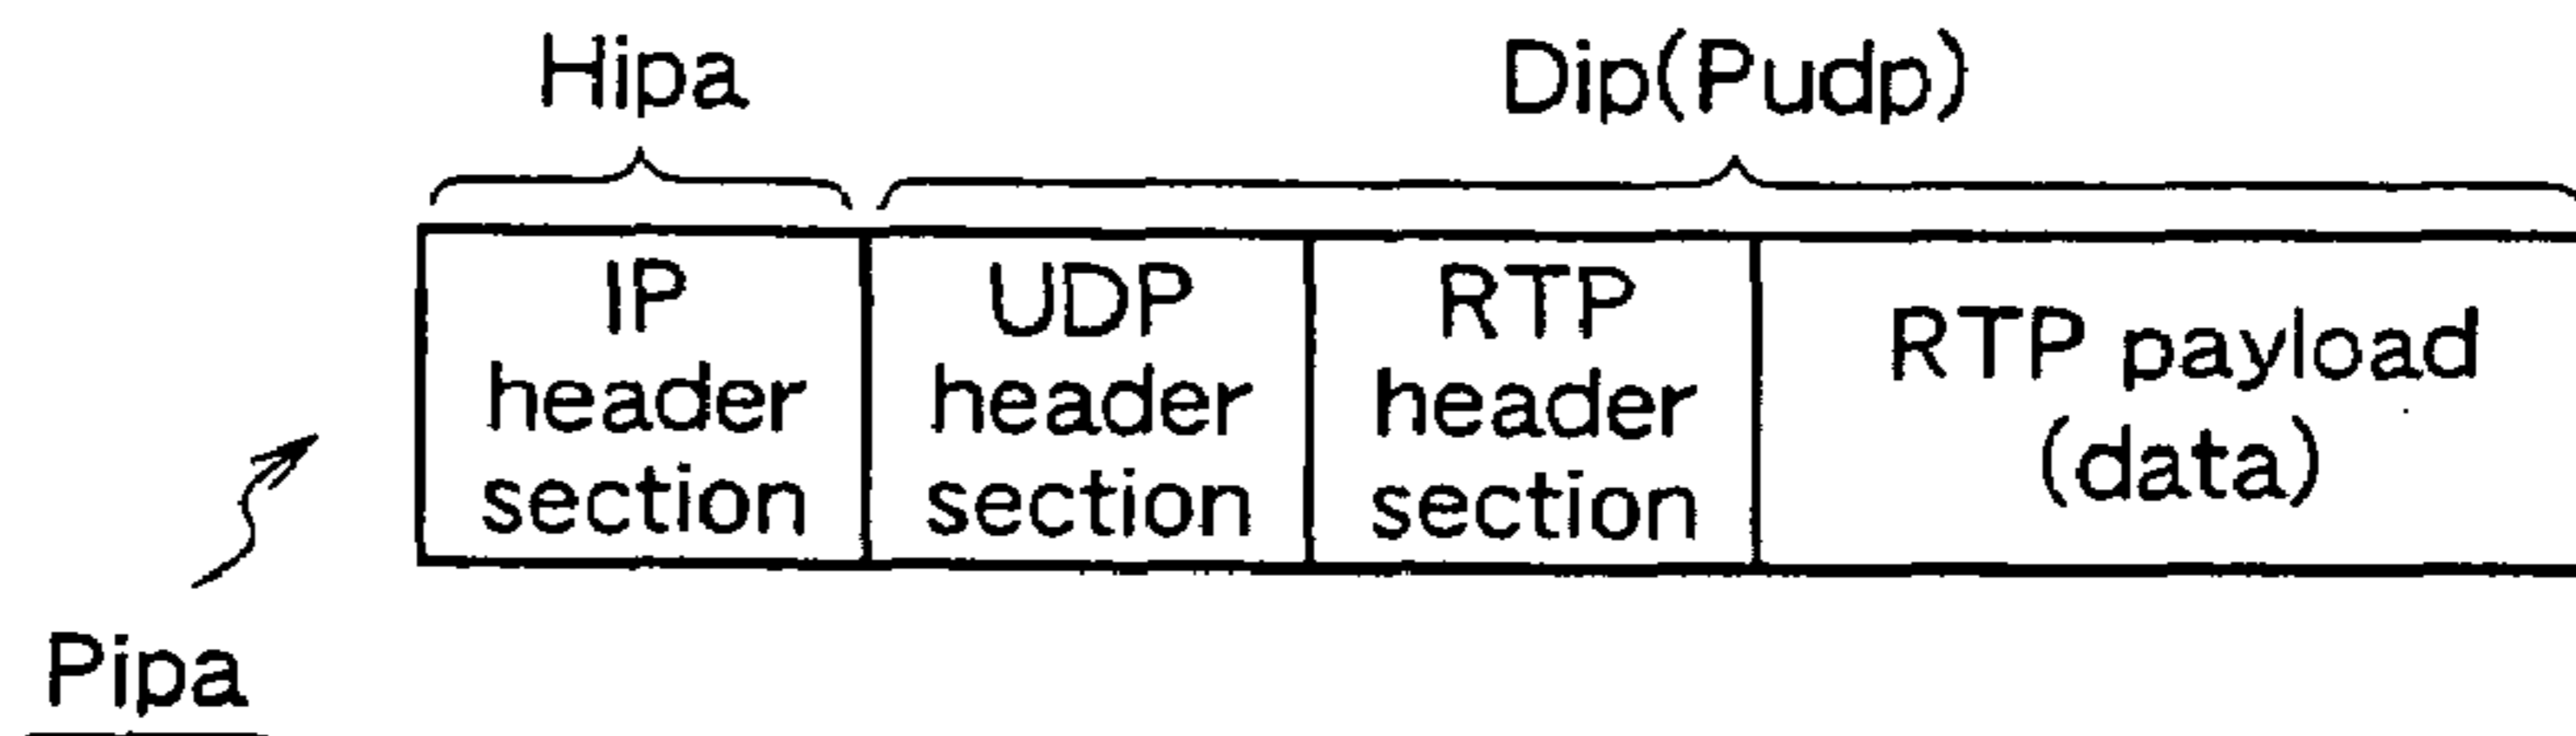 Hipa
Dip(Pudp)
IP
header
section
UDP
header
section
RTP
header
section
RTP payload
(data)
Pipa